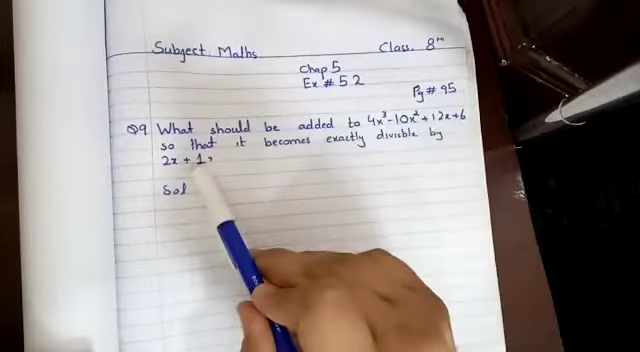 Subject. Maths Class. 8th
Chap 5
Ex # 5.2
Pg # 95
Q9. What should be added to 4x³-10x²+12x+6
so that it becomes exactly divisble by
2x + 1?
Sol